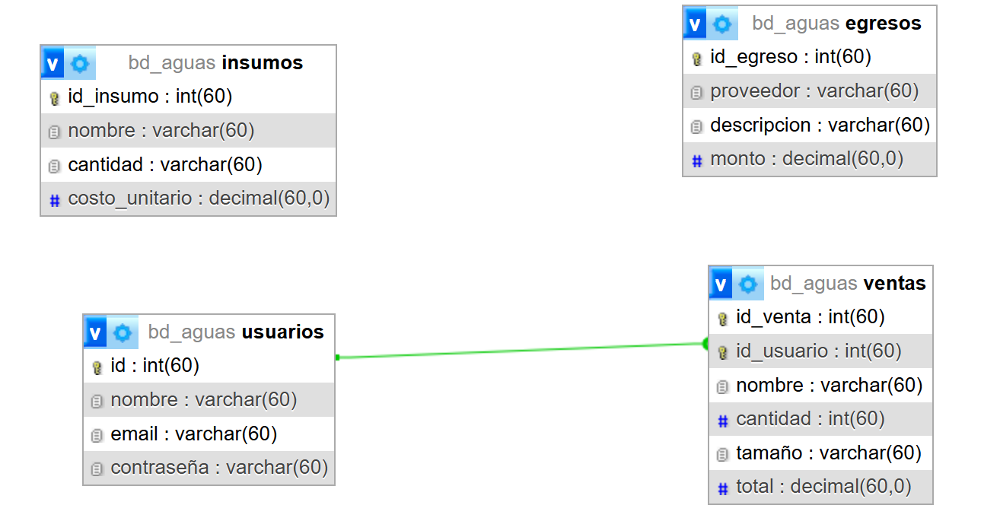 v bd_aguas insumos
id_insumo : int(60)
nombre : varchar(60)
cantidad : varchar(60)
# costo_unitario : decimal(60,0)
v bd_aguas egresos
id_egreso : int(60)
proveedor : varchar(60)
descripcion : varchar(60)
# monto : decimal(60,0)
v bd_aguas usuarios
id : int(60)
nombre : varchar(60)
email : varchar(60)
contraseña : varchar(60)
v bd_aguas ventas
id_venta : int(60)
id_usuario : int(60)
nombre : varchar(60)
# cantidad : int(60)
tamaño : varchar(60)
# total : decimal(60,0)